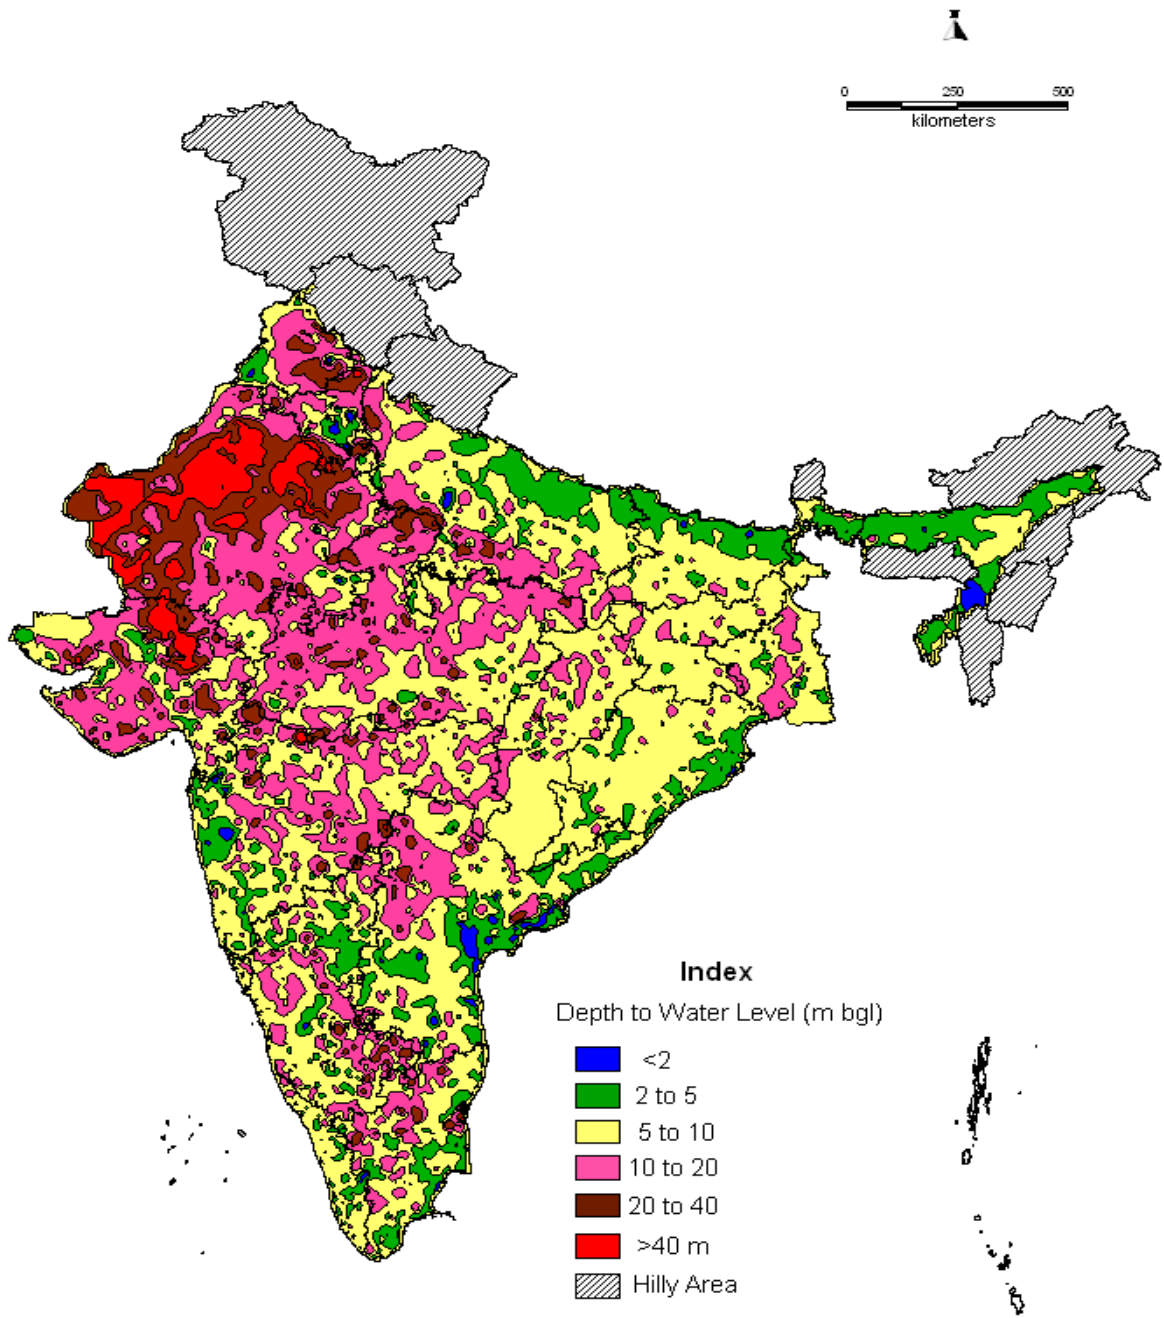 N
0 250 500
kilometers
Index
Depth to Water Level (m bgl)
<2
2 to 5
5 to 10
10 to 20
20 to 40
>40 m
Hilly Area